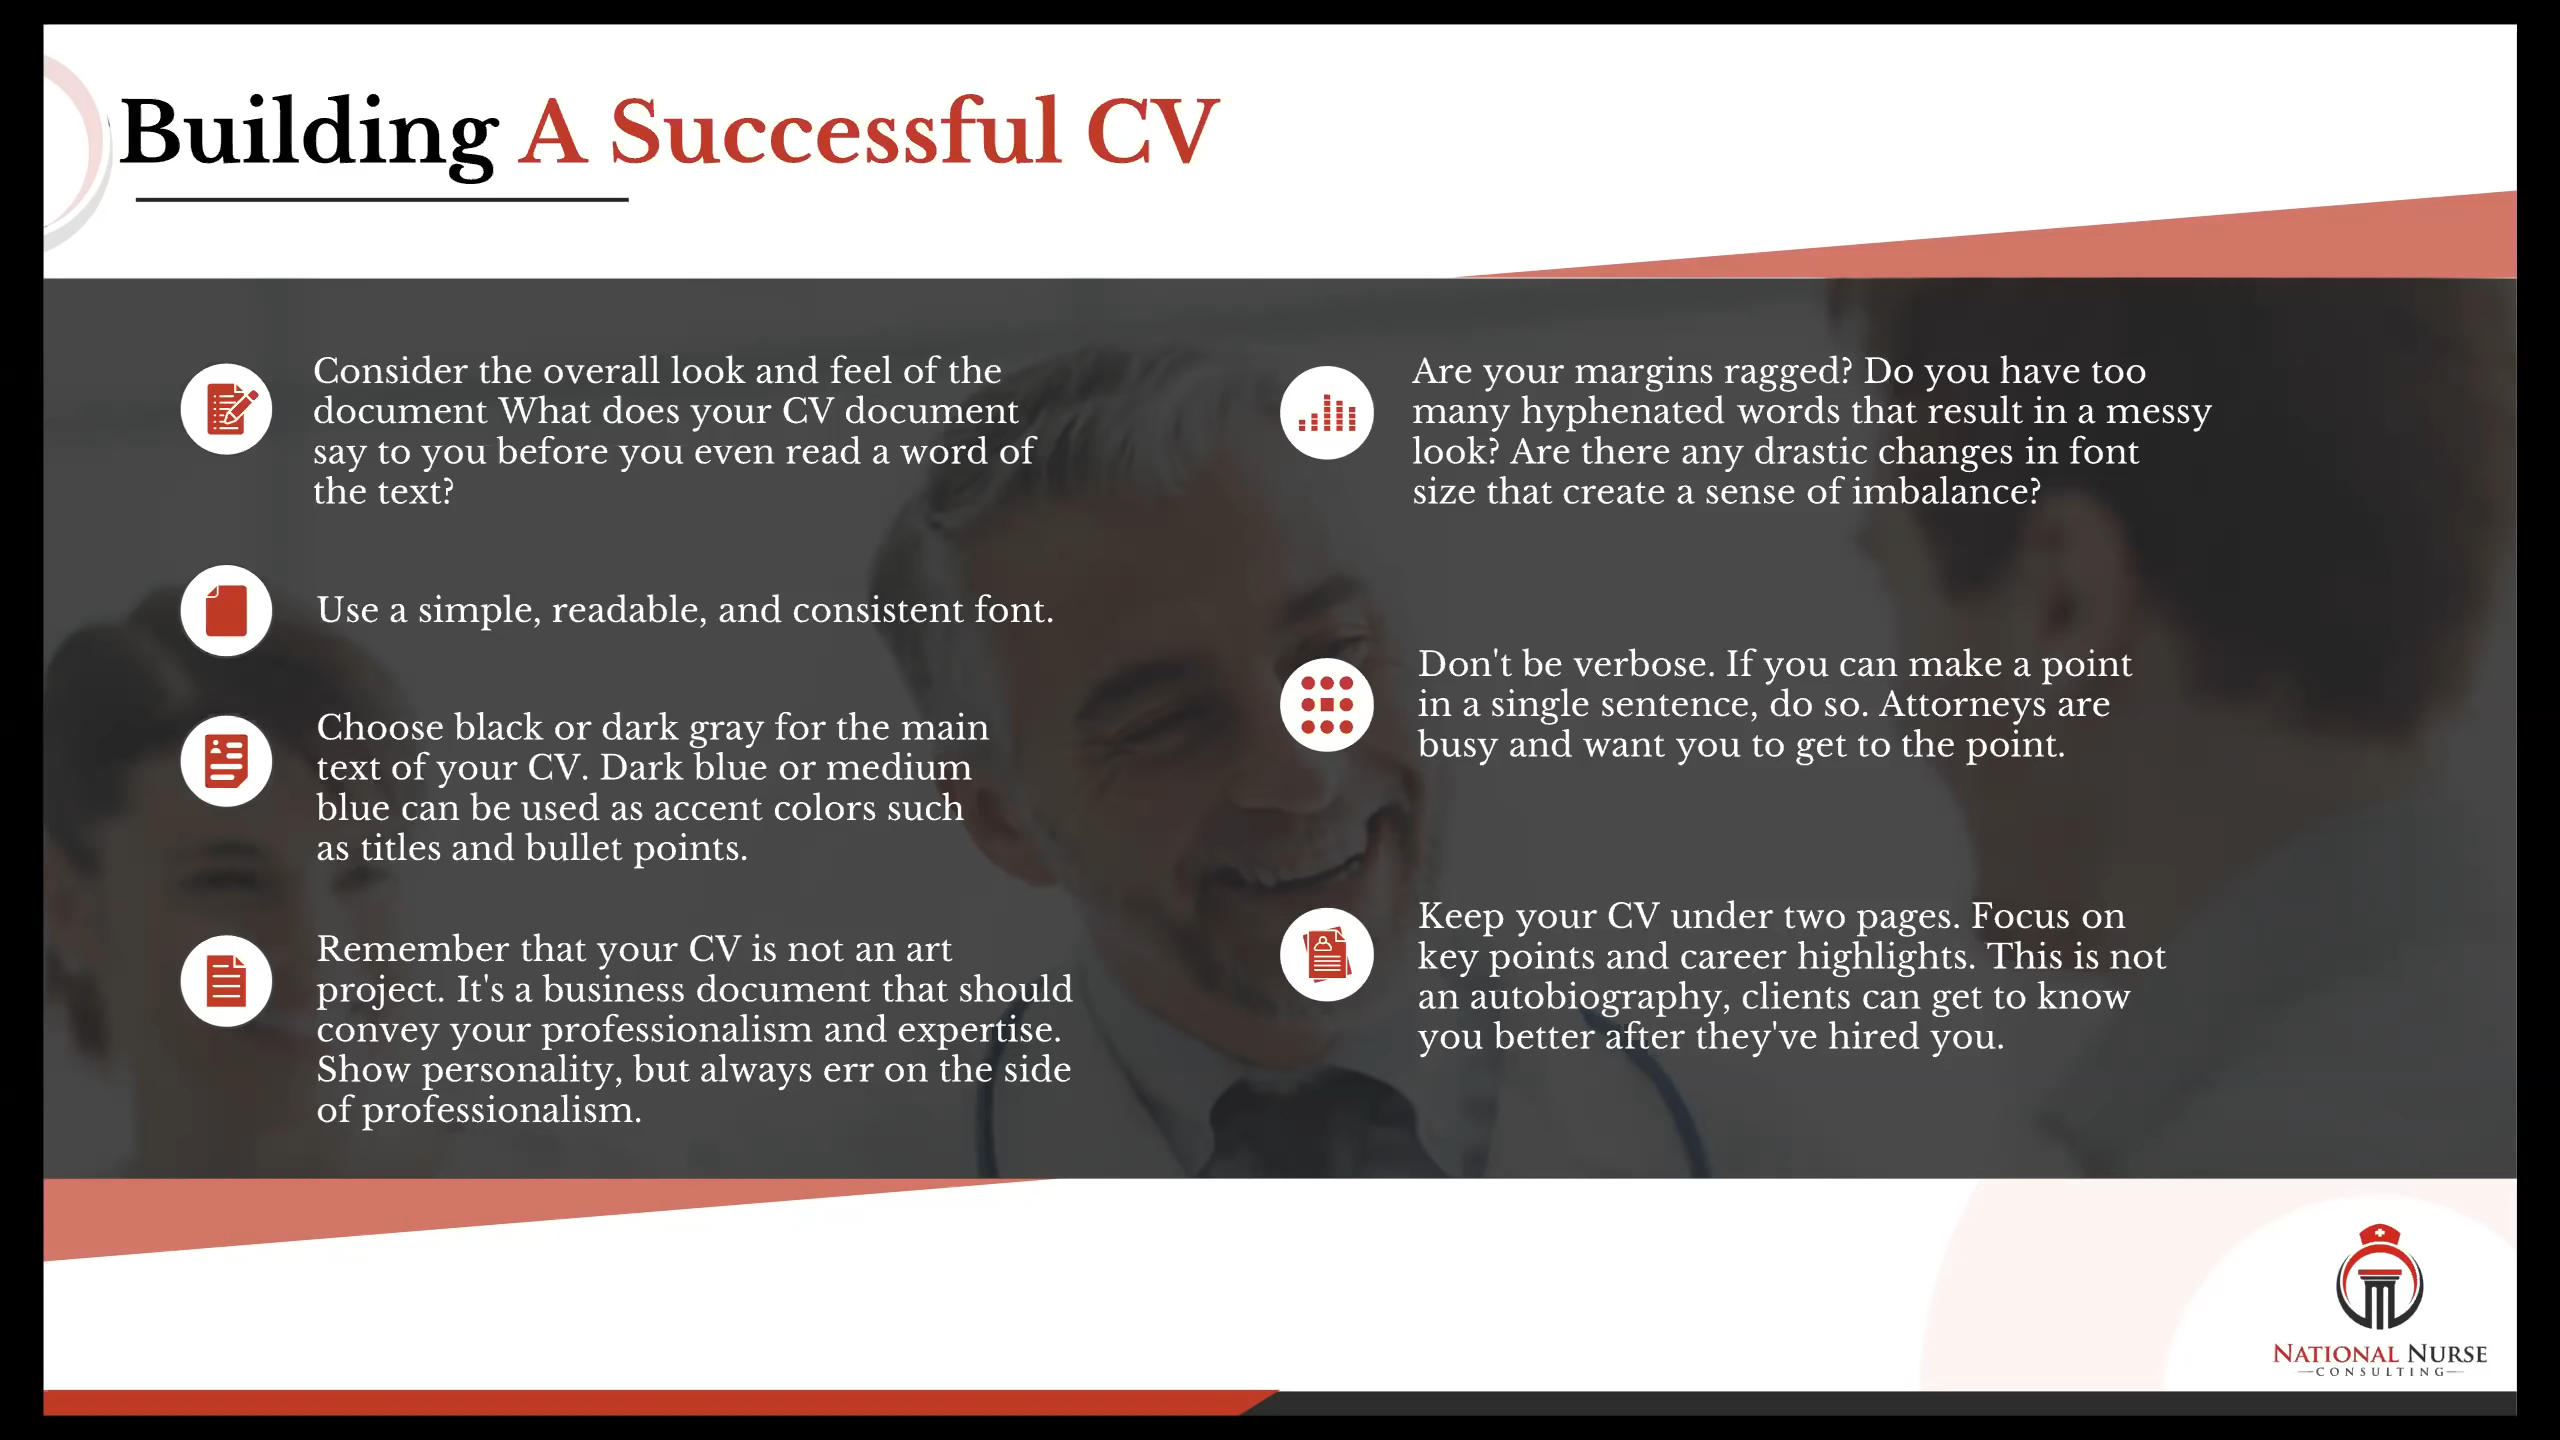 Building A Successful CV
Consider the overall look and feel of the
document What does your CV document
say to you before you even read a word of
the text?
Use a simple, readable, and consistent font.
Choose black or dark gray for the main
text of your CV. Dark blue or medium
blue can be used as accent colors such
as titles and bullet points.
Remember that your CV is not an art
project. It's a business document that should
convey your professionalism and expertise.
Show personality, but always err on the side
of professionalism.
Are your margins ragged? Do you have too
many hyphenated words that result in a messy
look? Are there any drastic changes in font
size that create a sense of imbalance?
Don't be verbose. If you can make a point
in a single sentence, do so. Attorneys are
busy and want you to get to the point.
Keep your CV under two pages. Focus on
key points and career highlights. This is not
an autobiography, clients can get to know
you better after they've hired you.
NATIONAL NURSE
CONSULTING